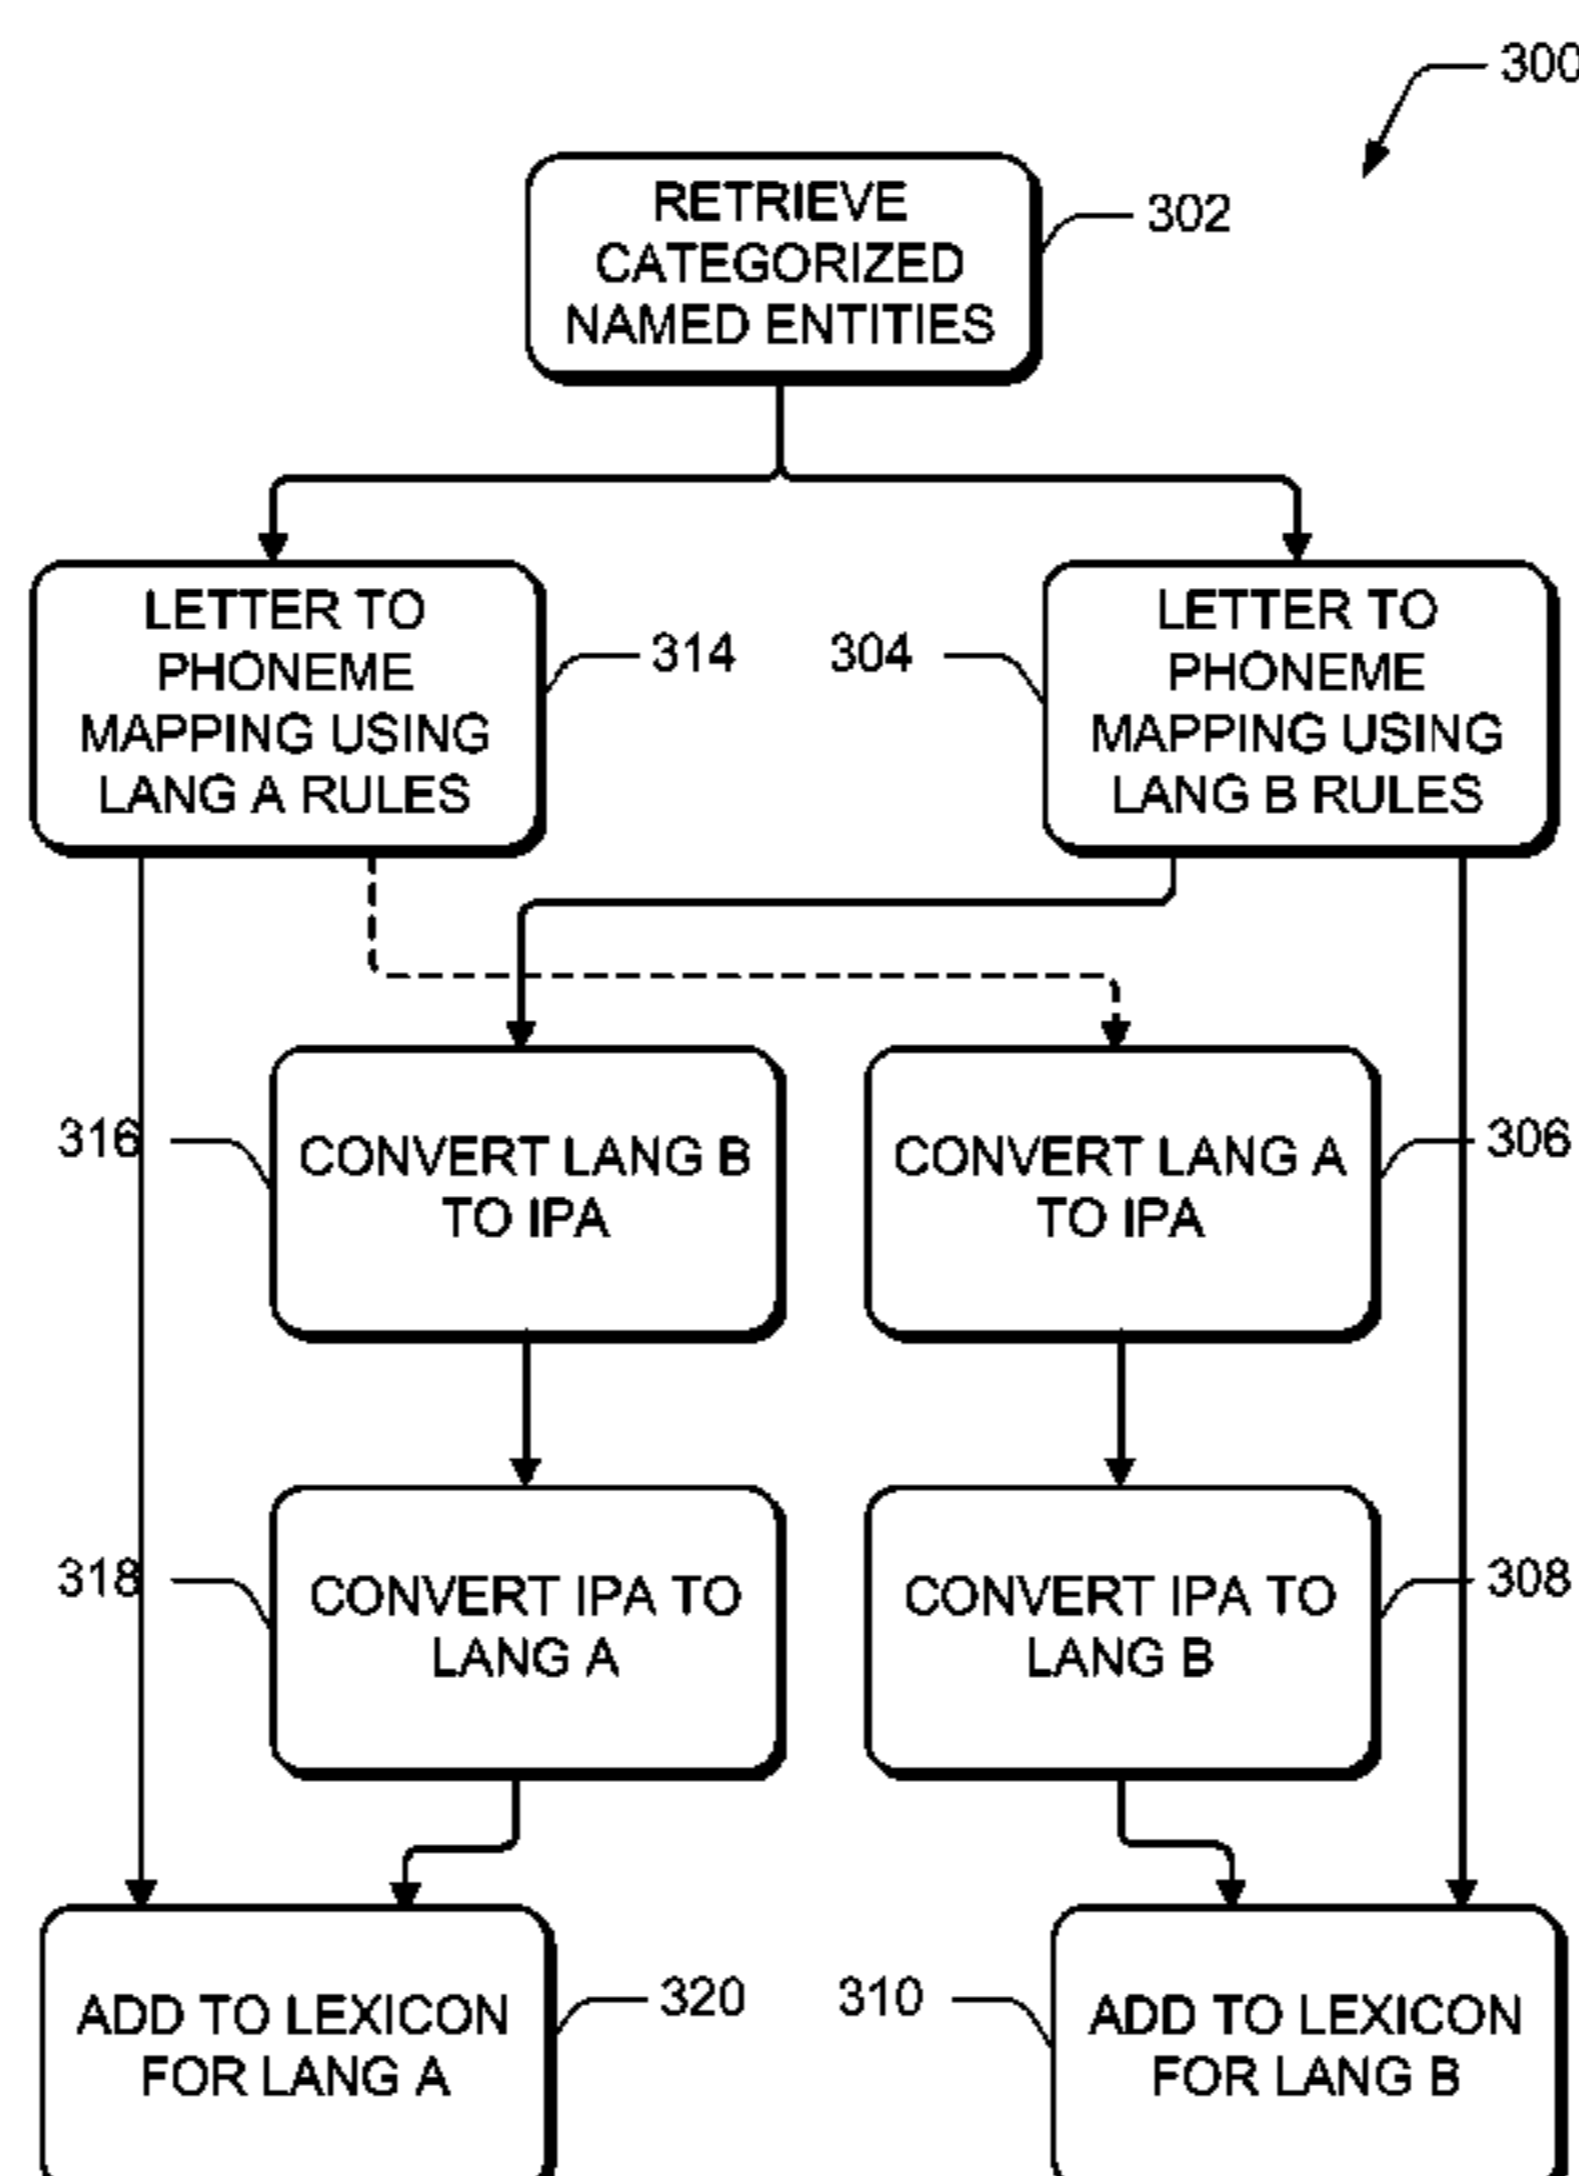 300
RETRIEVE
CATEGORIZED
NAMED ENTITIES
302
LETTER TO
PHONEME
MAPPING USING
LANG A RULES
314
304
LETTER TO
PHONEME
MAPPING USING
LANG B RULES
316
CONVERT LANG B
TO IPA
CONVERT LANG A
TO IPA
306
318
CONVERT IPA TO
LANG A
CONVERT IPA TO
LANG B
308
ADD TO LEXICON
FOR LANG A
320
310
ADD TO LEXICON
FOR LANG B